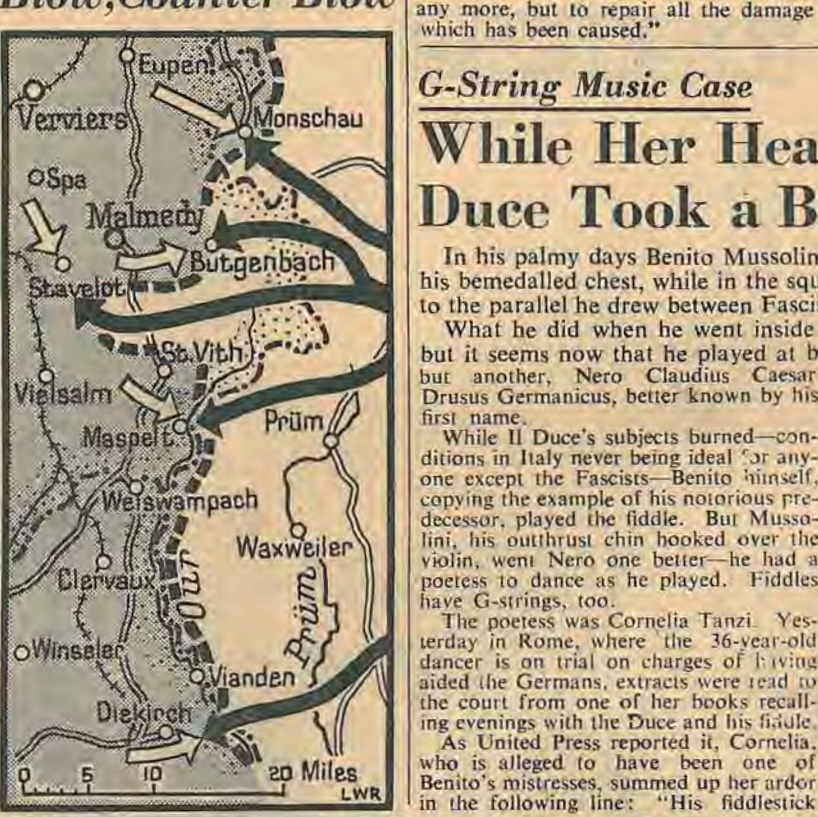 Blow, Counter Blow
Eupen
Verviers
Monschau
Spa
Malmedy
Butgenbach
Stavelot
St.Vith
Vielsalm
Prüm
Maspelt
Weiswampach
Waxweiler
Clervaux
Our
Prüm
Winseler
Vianden
Diekirch
0 5 10 20 Miles
LWR
any more, but to repair all the damage
which has been caused."
G-String Music Case
While Her Hea
Duce Took a B
In his palmy days Benito Mussolin
his bemedalled chest, while in the squ
to the parallel he drew between Fasci
What he did when he went inside
but it seems now that he played at b
but another, Nero Claudius Caesar
Drusus Germanicus, better known by his
first name.
While Il Duce's subjects burned—con-
ditions in Italy never being ideal for any-
one except the Fascists—Benito himself,
copying the example of his notorious pre-
decessor, played the fiddle. But Musso-
lini, his outthrust chin hooked over the
violin, went Nero one better—he had a
poetess to dance as he played. Fiddles
have G-strings, too.
The poetess was Cornelia Tanzi. Yes-
terday in Rome, where the 36-year-old
dancer is on trial on charges of having
aided the Germans, extracts were read to
the court from one of her books recall-
ing evenings with the Duce and his fiddle.
As United Press reported it, Cornelia,
who is alleged to have been one of
Benito's mistresses, summed up her ardor
in the following line: "His fiddlestick